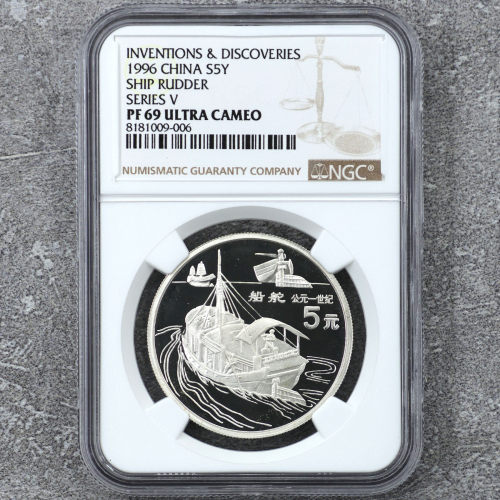 INVENTIONS & DISCOVERIES
1996 CHINA S5Y
SHIP RUDDER
SERIES V
PF 69 ULTRA CAMEO
8181009-006
NUMISMATIC GUARANTY COMPANY
NGC®
船舵 公元一世纪
5元